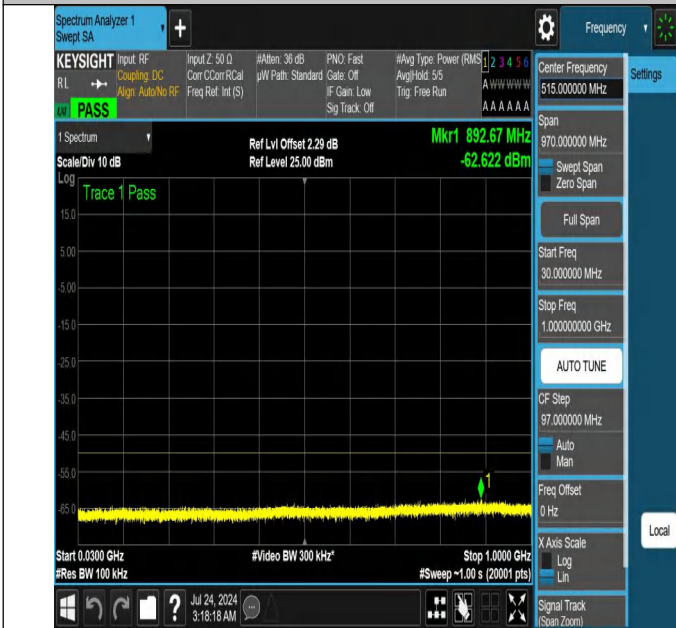 Spectrum Analyzer 1
Swept SA
+
Frequency
KEYSIGHT
RL
Input: RF
Coupling: DC
Align: Auto/No RF
Input Z: 50 Ω
Corr CCorr RCal
Freq Ref: Int (S)
#Atten: 36 dB
µW Path: Standard
PNO: Fast
Gate: Off
IF Gain: Low
Sig Track: Off
#Avg Type: Power (RMS
Avg|Hold: 5/5
Trig: Free Run
1 2 3 4 5 6
A W W W W W
A A A A A A
PASS
1 Spectrum
Scale/Div 10 dB
Ref Lvl Offset 2.29 dB
Ref Level 25.00 dBm
Mkr1 892.67 MHz
-62.622 dBm
Log
Trace 1 Pass
15.0
5.00
-5.00
-15.0
-25.0
-35.0
-45.0
-55.0
-65.0
1
Start 0.0300 GHz
#Res BW 100 kHz
#Video BW 300 kHz*
Stop 1.0000 GHz
#Sweep ~1.00 s (20001 pts)
Jul 24, 2024
3:18:18 AM
?
Center Frequency
515.000000 MHz
Settings
Span
970.000000 MHz
Swept Span
Zero Span
Full Span
Start Freq
30.000000 MHz
Stop Freq
1.000000000 GHz
AUTO TUNE
CF Step
97.000000 MHz
Auto
Man
Freq Offset
0 Hz
X Axis Scale
Log
Lin
Local
Signal Track
(Span Zoom)